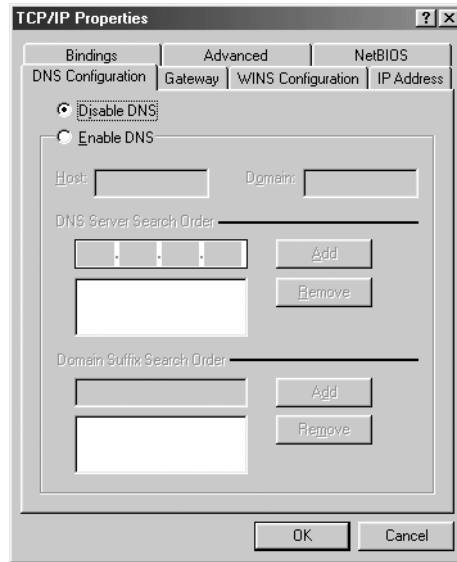 TCP/IP Properties ? ×
Bindings Advanced NetBIOS
DNS Configuration Gateway WINS Configuration IP Address
Disable DNS
Enable DNS
Host: Domain:
DNS Server Search Order
. . . Add
Remove
Domain Suffix Search Order
Add
Remove
OK Cancel